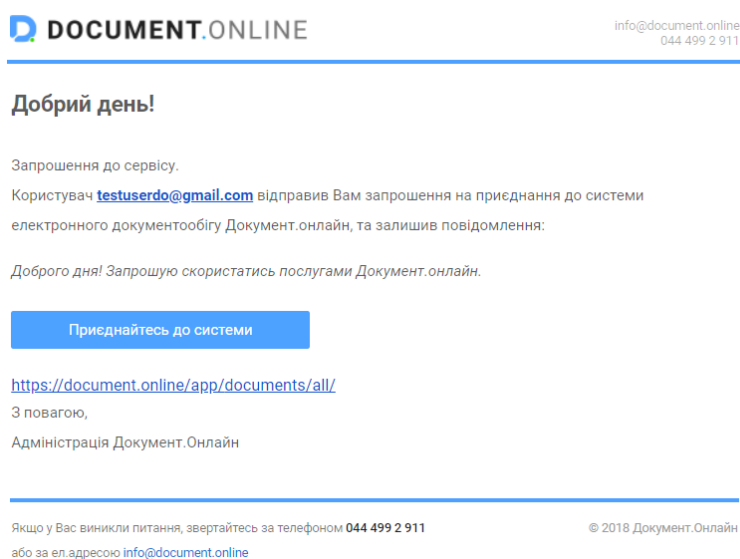 DOCUMENT.ONLINE
info@document.online
044 499 2 911
Добрий день!
Запрошення до сервісу.
Користувач testuserdo@gmail.com відправив Вам запрошення на приєднання до системи
електронного документообігу Документ.онлайн, та залишив повідомлення:
Доброго дня! Запрошую скористатись послугами Документ.онлайн.
Приєднайтесь до системи
https://document.online/app/documents/all/
З повагою,
Адміністрація Документ.Онлайн
Якщо у Вас виникли питання, звертайтесь за телефоном 044 499 2 911
або за ел.адресою info@document.online
© 2018 Документ.Онлайн